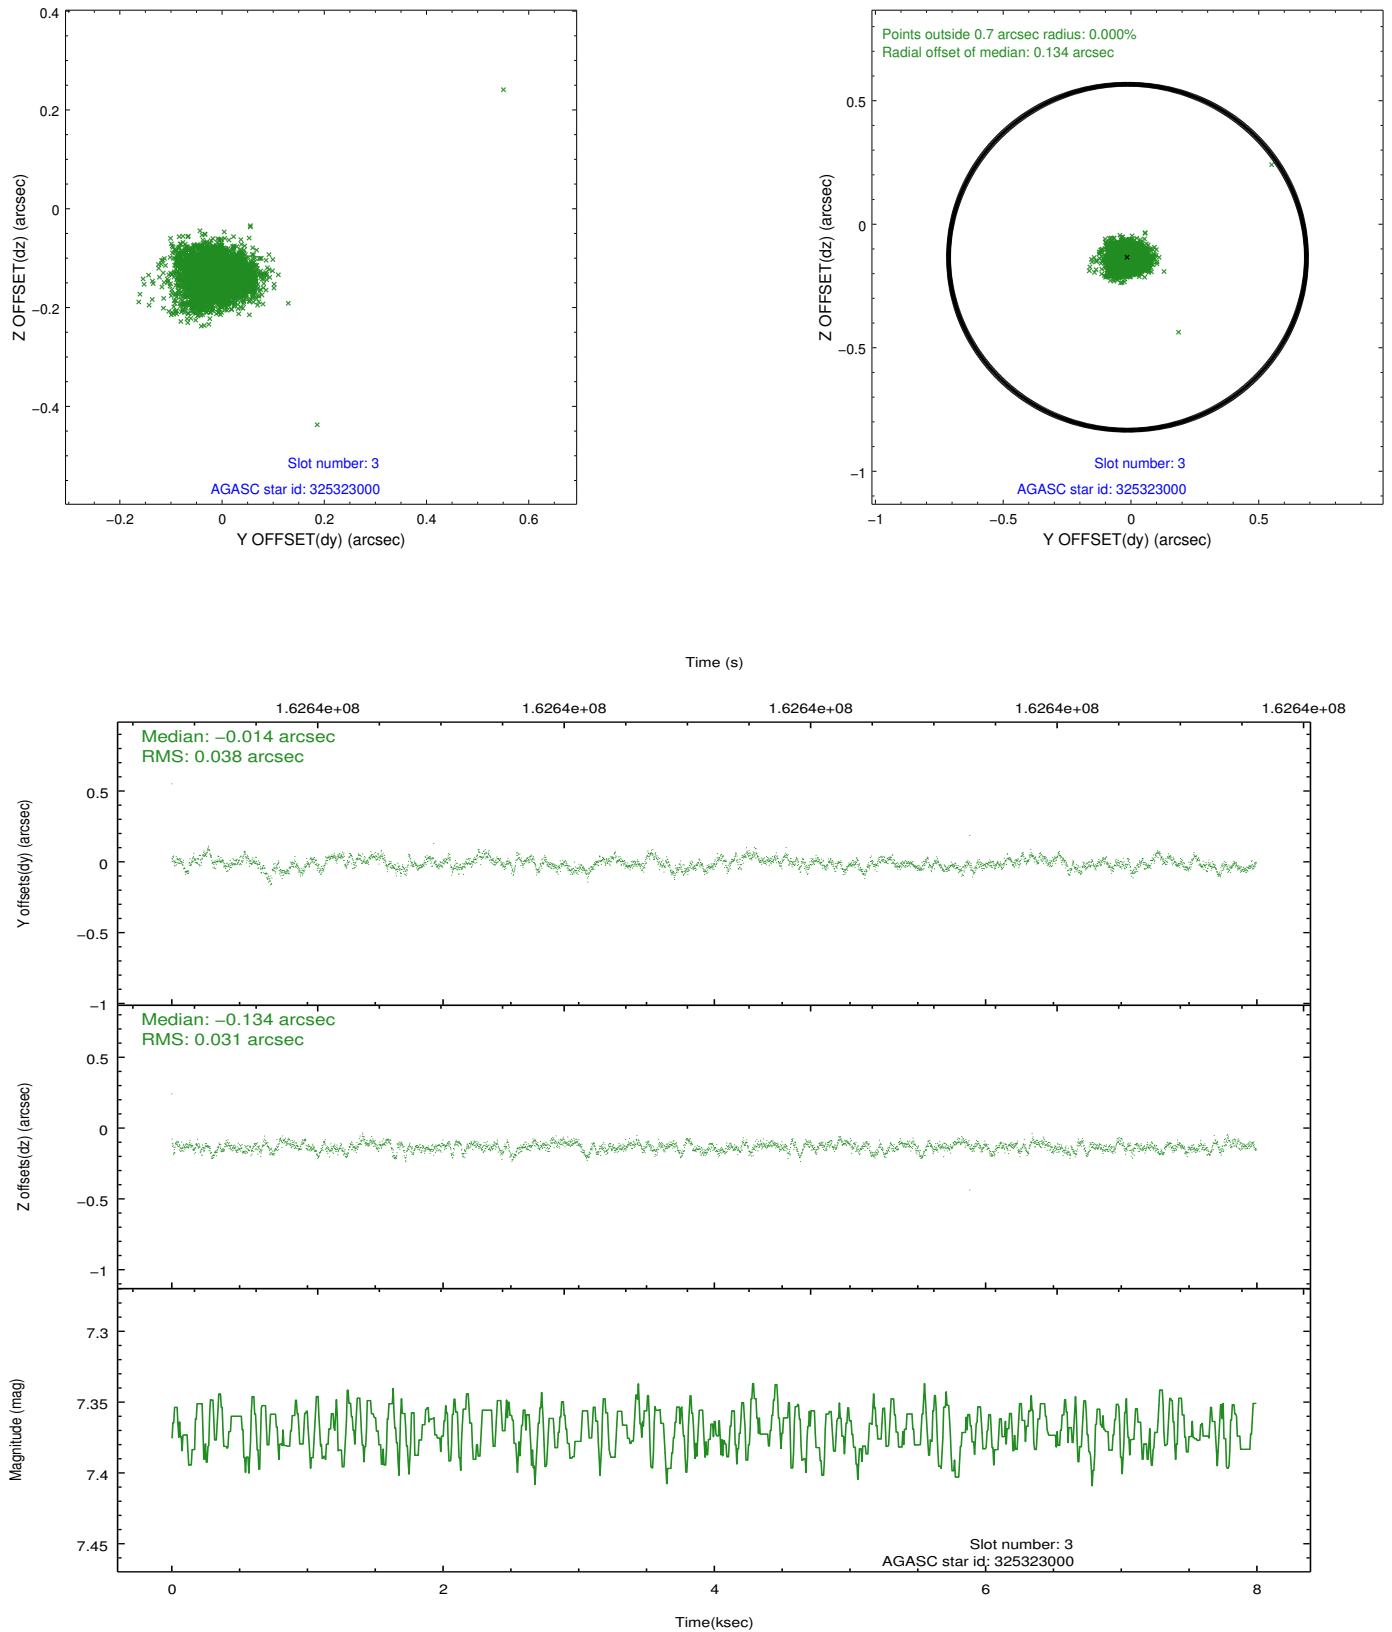 0.4
0.2
0
−0.2
−0.4
Z OFFSET(dz) (arcsec)
Slot number: 3
AGASC star id: 325323000
−0.2 0 0.2 0.4 0.6
Y OFFSET(dy) (arcsec)
Points outside 0.7 arcsec radius: 0.000%
Radial offset of median: 0.134 arcsec
0.5
0
−0.5
−1
Z OFFSET(dz) (arcsec)
Slot number: 3
AGASC star id: 325323000
−1 −0.5 0 0.5
Y OFFSET(dy) (arcsec)
Time (s)
1.6264e+08 1.6264e+08 1.6264e+08 1.6264e+08 1.6264e+08
Median: −0.014 arcsec
RMS: 0.038 arcsec
0.5
0
−0.5
−1
Y offsets(dy) (arcsec)
Median: −0.134 arcsec
RMS: 0.031 arcsec
0.5
0
−0.5
−1
Z offsets(dz) (arcsec)
7.3
7.35
7.4
7.45
Magnitude (mag)
Slot number: 3
AGASC star id: 325323000
0 2 4 6 8
Time(ksec)